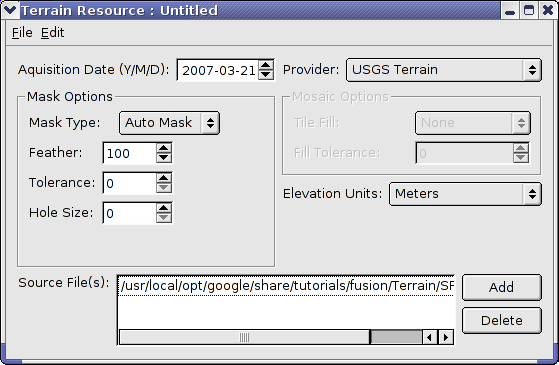 Terrain Resource : Untitled
File Edit
Aquisition Date (Y/M/D): 2007-03-21 Provider: USGS Terrain
Mask Options
Mask Type: Auto Mask
Feather: 100
Tolerance: 0
Hole Size: 0
Mosaic Options
Tile Fill: None
Fill Tolerance: 0
Elevation Units: Meters
Source File(s): /usr/local/opt/google/share/tutorials/fusion/Terrain/SF
Add
Delete